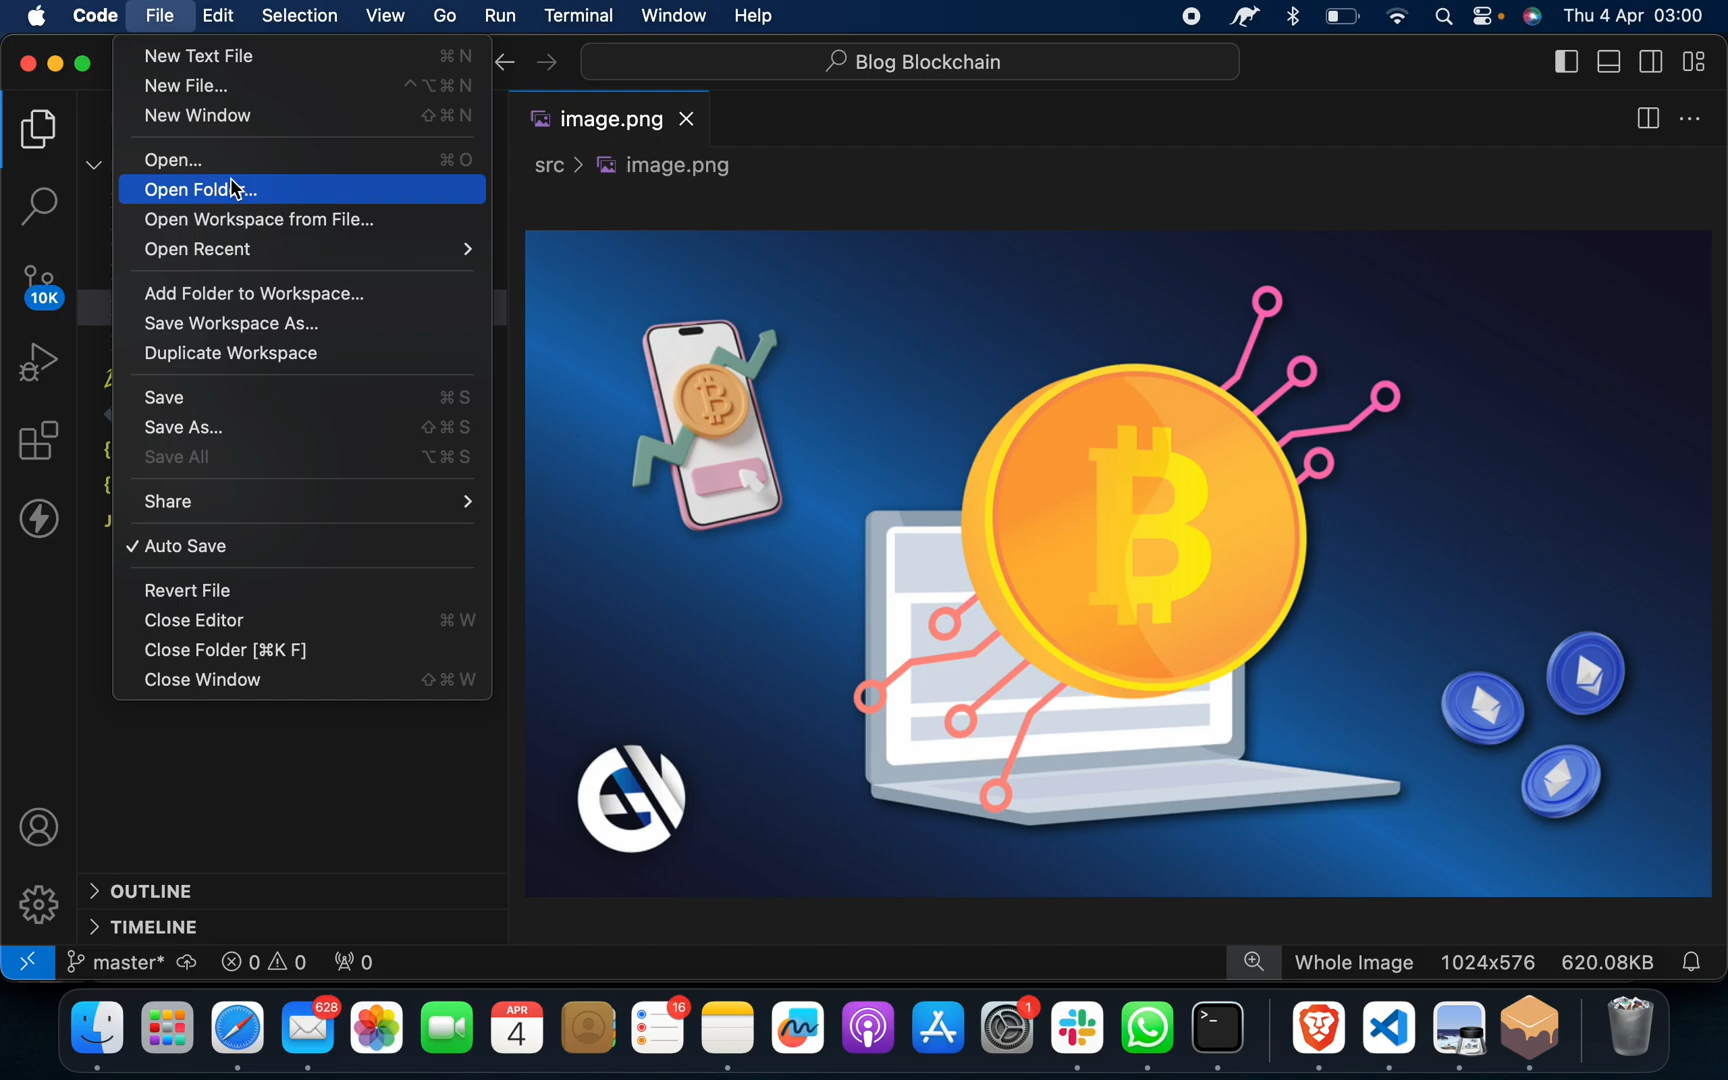 Code File Edit Selection View Go Run Terminal Window Help Thu 4 Apr 03:00
Blog Blockchain
New Text File ⌘ N
New File... ^⌥⌘ N
New Window ⇧⌘ N
Open... ⌘ O
Open Folder...
Open Workspace from File...
Open Recent
Add Folder to Workspace...
Save Workspace As...
Duplicate Workspace
Save ⌘ S
Save As... ⇧⌘ S
Save All ⌥⌘ S
Share
✓ Auto Save
Revert File
Close Editor ⌘ W
Close Folder [⌘K F]
Close Window ⇧⌘ W
10K
image.png
src > image.png
OUTLINE
TIMELINE
master* 0 0 0
Whole Image 1024x576 620.08KB
628
APR
4
16
1
>_